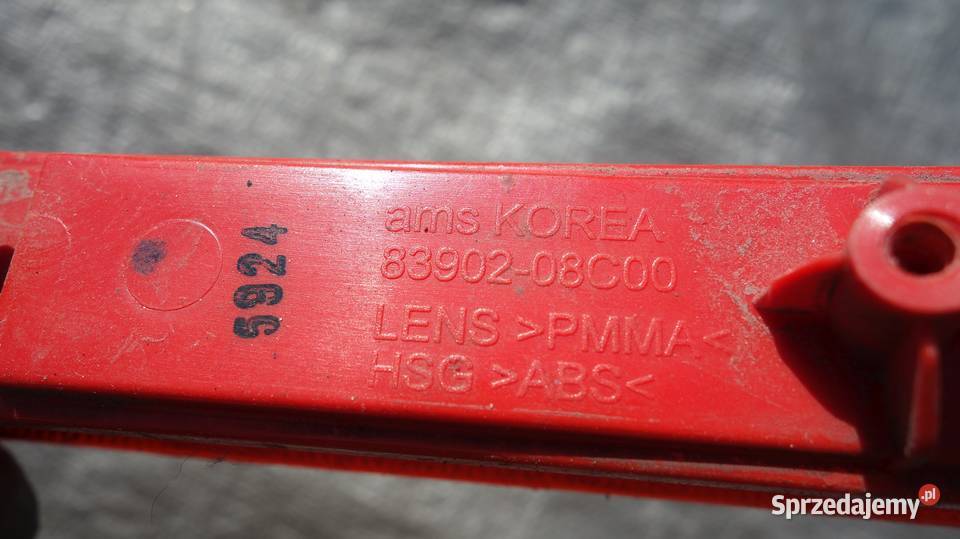 ams KOREA
83902-08C00
LENS >PMMA<
HSG >ABS<
5924
Sprzedajemy.pl